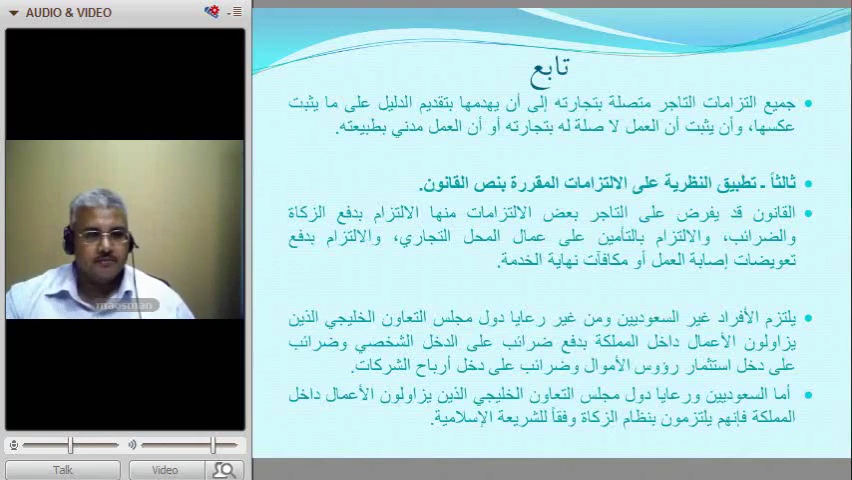 AUDIO & VIDEO
maosman
Talk
Video
تابع
جميع التزامات التاجر متصلة بتجارته إلى أن يهدمها بتقديم الدليل على ما يثبت
عكسها، وأن يثبت أن العمل لا صلة له بتجارته أو أن العمل مدني بطبيعته.
ثالثاً ـ تطبيق النظرية على الالتزامات المقررة بنص القانون.
القانون قد يفرض على التاجر بعض الالتزامات منها الالتزام بدفع الزكاة
والضرائب، والالتزام بالتأمين على عمال المحل التجاري، والالتزام بدفع
تعويضات إصابة العمل أو مكافآت نهاية الخدمة.
يلتزم الأفراد غير السعوديين ومن غير رعايا دول مجلس التعاون الخليجي الذين
يزاولون الأعمال داخل المملكة بدفع ضرائب على الدخل الشخصي وضرائب
على دخل استثمار رؤوس الأموال وضرائب على دخل أرباح الشركات.
أما السعوديين ورعايا دول مجلس التعاون الخليجي الذين يزاولون الأعمال داخل
المملكة فإنهم يلتزمون بنظام الزكاة وفقاً للشريعة الإسلامية.